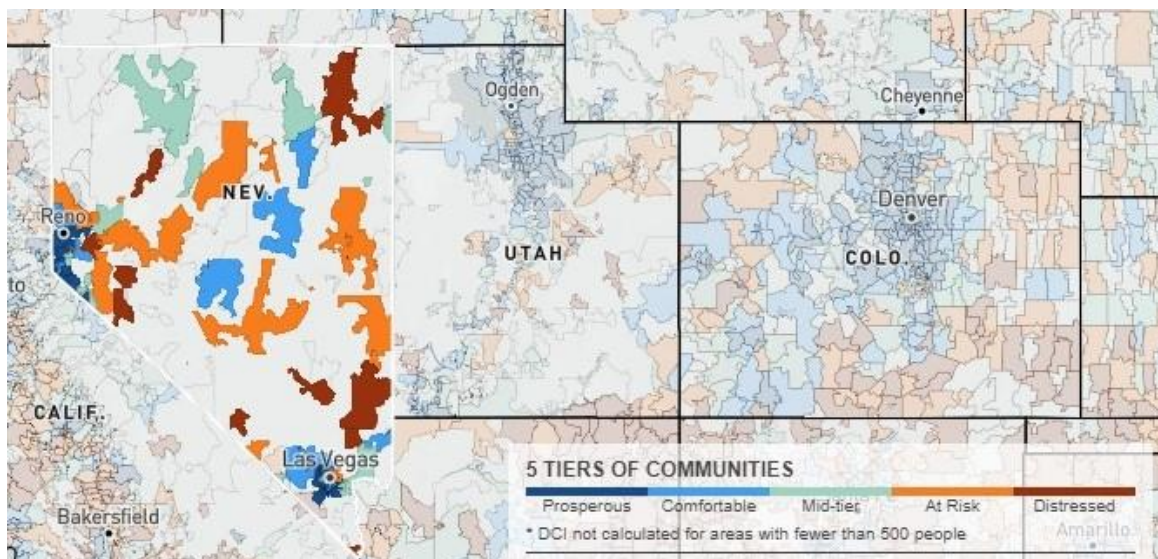 Ogden
Cheyenne
NEV.
Reno
Denver
UTAH
COLO.
to
CALIF.
Las Vegas
5 TIERS OF COMMUNITIES
Prosperous Comfortable Mid-tier At Risk Distressed
Bakersfield
* DCI not calculated for areas with fewer than 500 people
Amarillo